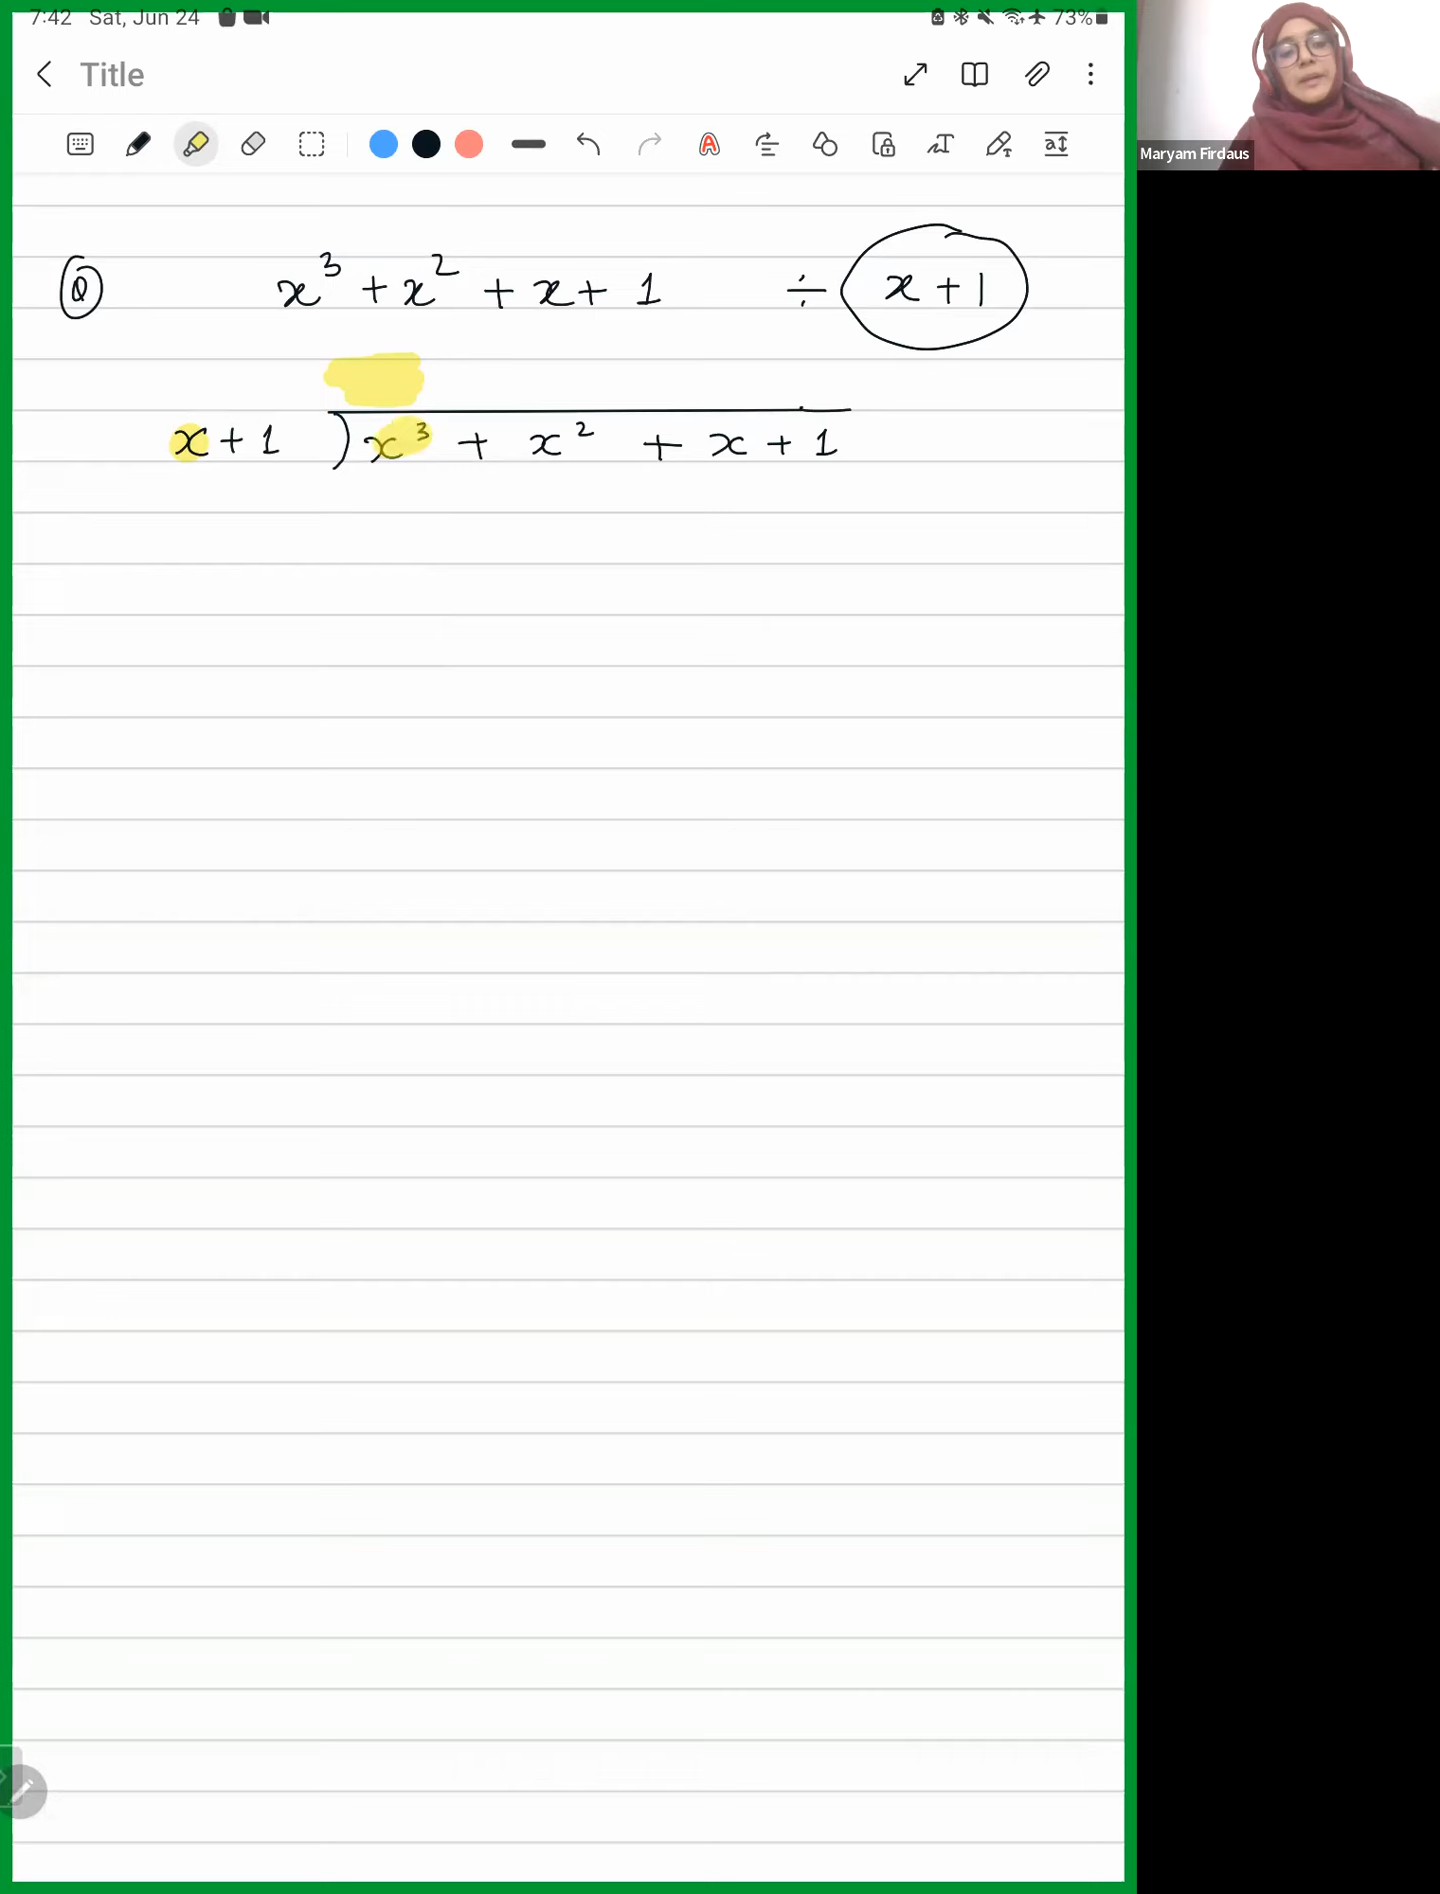 7:42 Sat, Jun 24 73%
Title
Maryam Firdaus
Q x³ + x² + x + 1 ÷ x + 1
x + 1 ) x³ + x² + x + 1